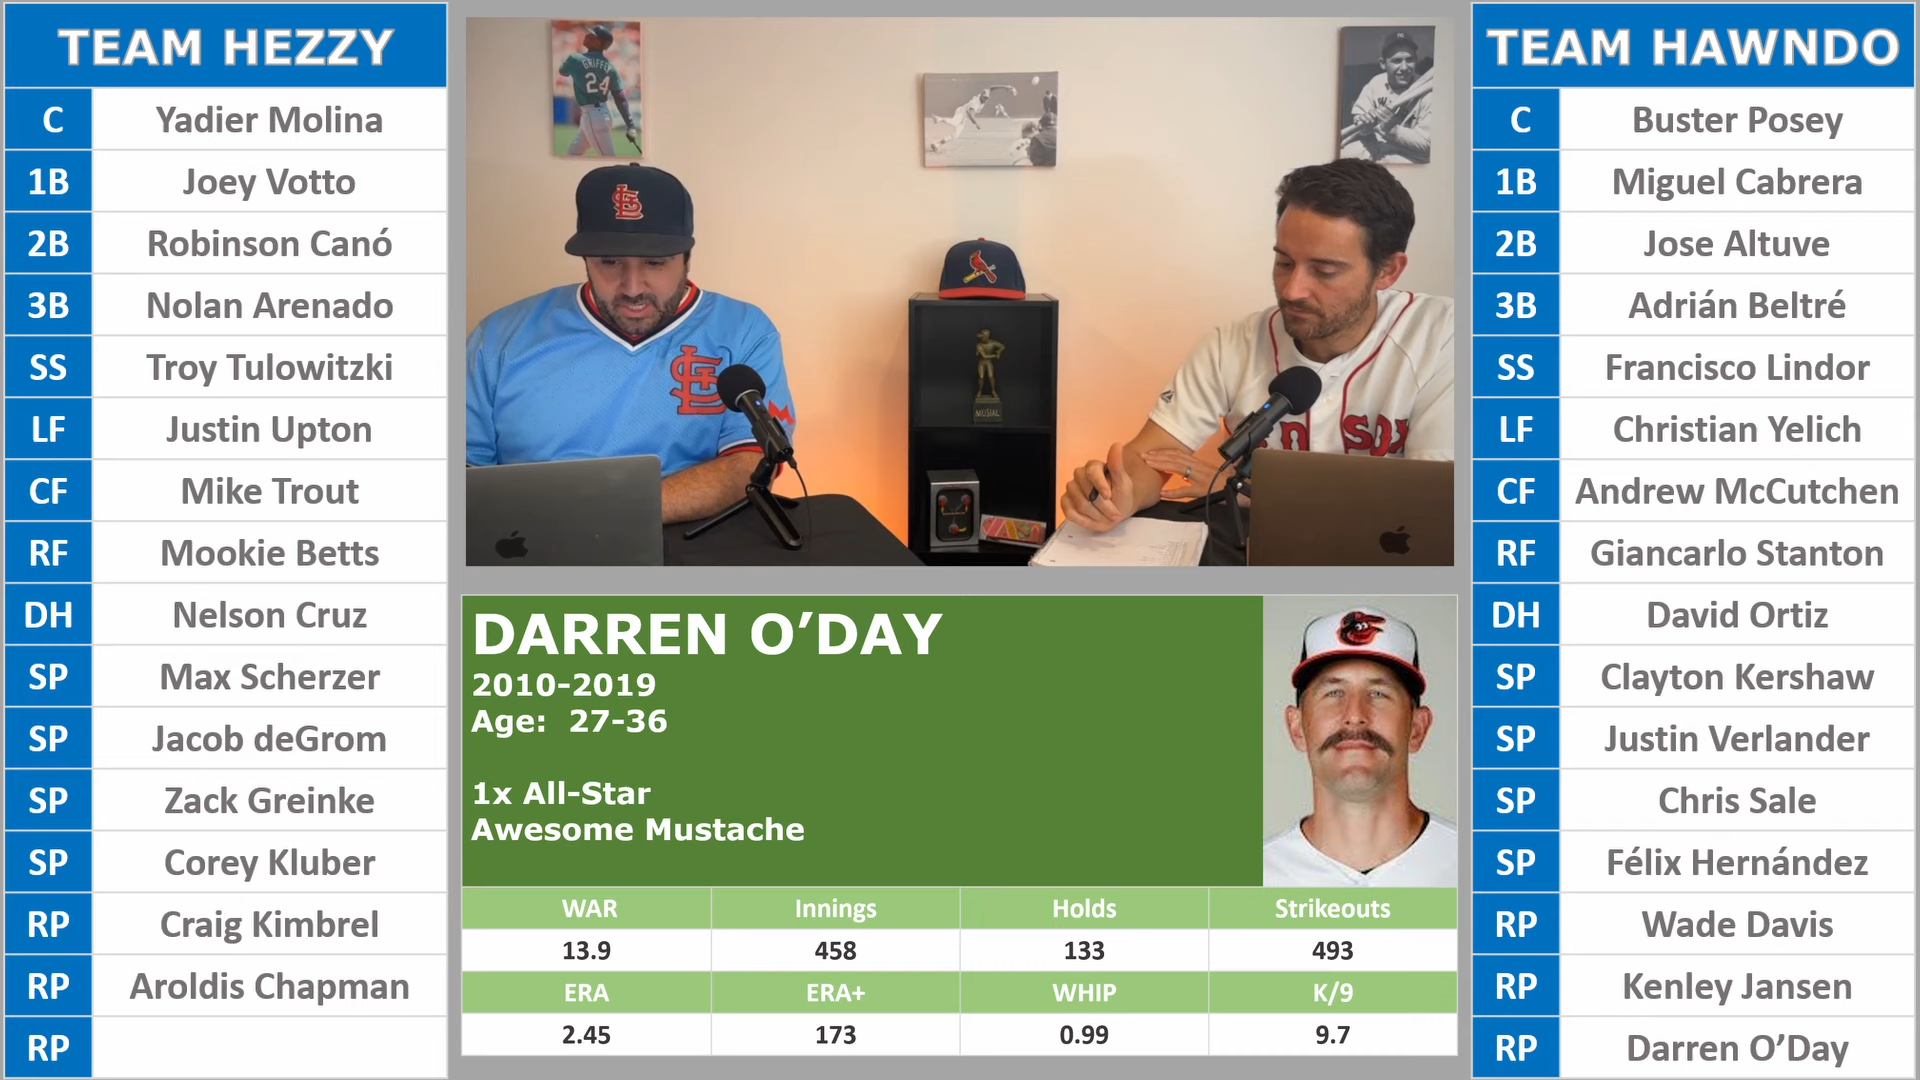 TEAM HEZZY
C Yadier Molina
1B Joey Votto
2B Robinson Canó
3B Nolan Arenado
SS Troy Tulowitzki
LF Justin Upton
CF Mike Trout
RF Mookie Betts
DH Nelson Cruz
SP Max Scherzer
SP Jacob deGrom
SP Zack Greinke
SP Corey Kluber
RP Craig Kimbrel
RP Aroldis Chapman
RP
GRIFFEY
24
STL
STL
MUSIAL
SOX
DARREN O’DAY
2010-2019
Age: 27-36
1x All-Star
Awesome Mustache
WAR Innings Holds Strikeouts
13.9 458 133 493
ERA ERA+ WHIP K/9
2.45 173 0.99 9.7
TEAM HAWNDO
C Buster Posey
1B Miguel Cabrera
2B Jose Altuve
3B Adrián Beltré
SS Francisco Lindor
LF Christian Yelich
CF Andrew McCutchen
RF Giancarlo Stanton
DH David Ortiz
SP Clayton Kershaw
SP Justin Verlander
SP Chris Sale
SP Félix Hernández
RP Wade Davis
RP Kenley Jansen
RP Darren O’Day